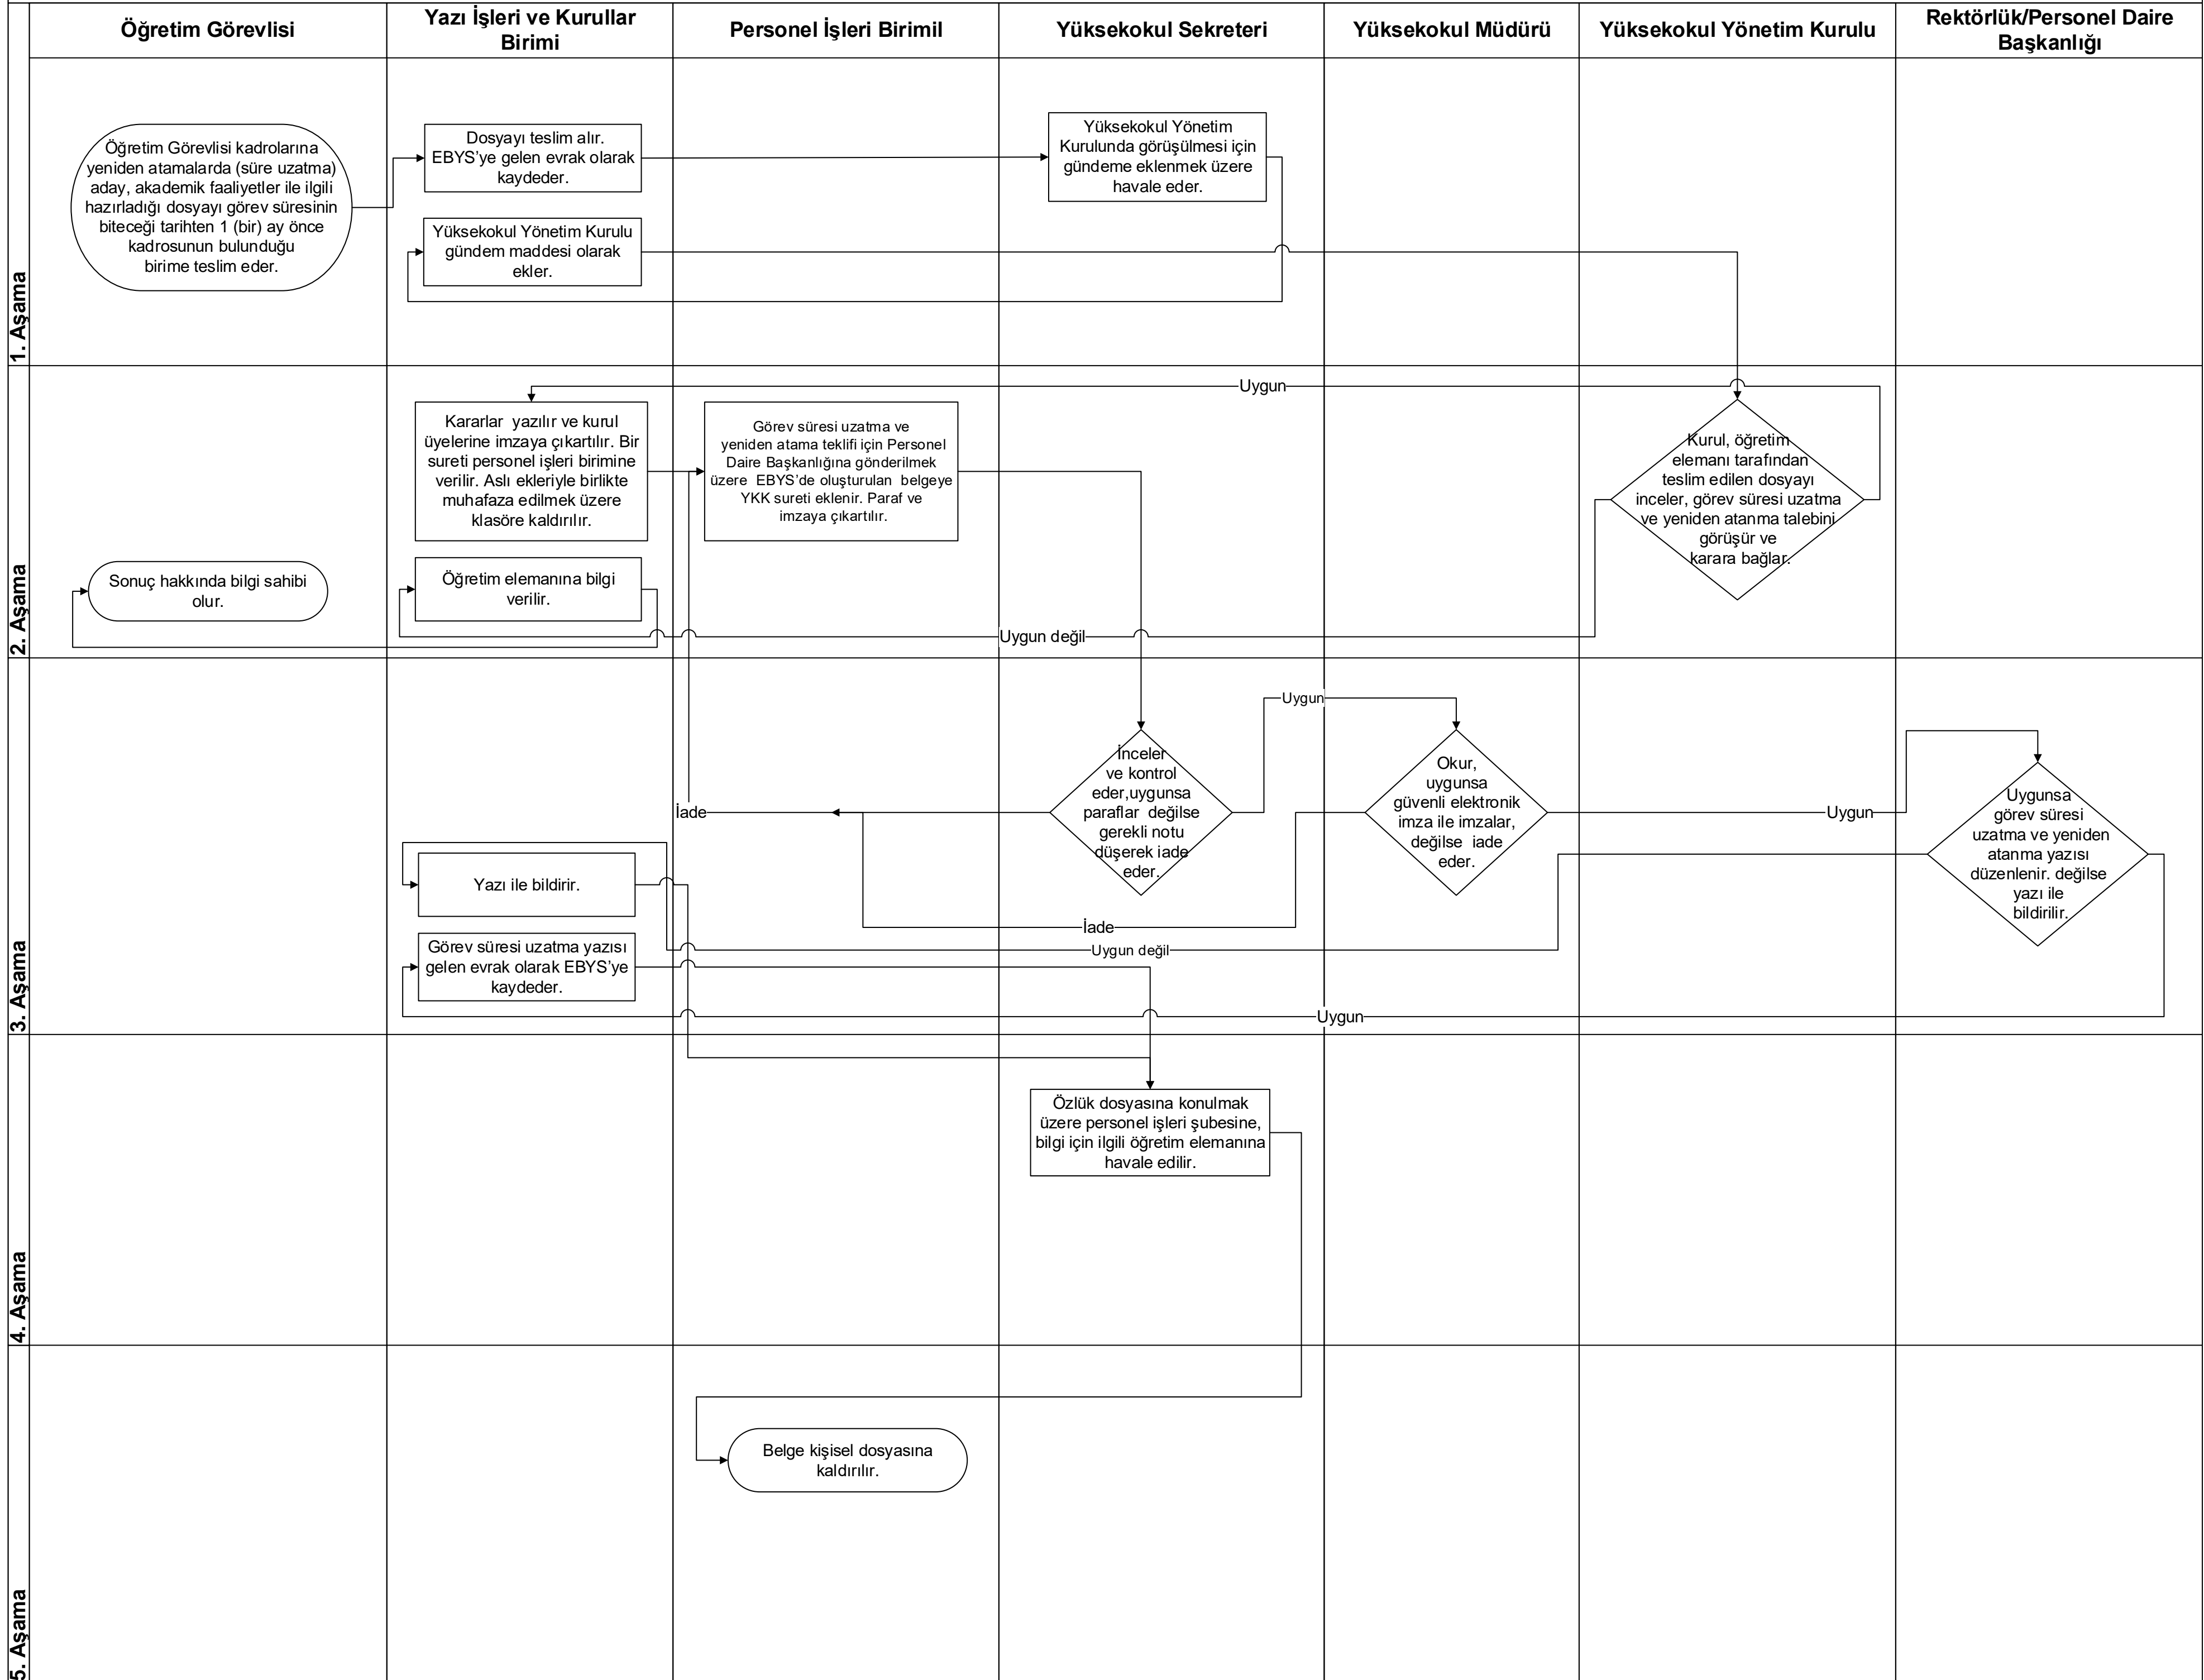 Öğretim Görevlisi
Yazı İşleri ve Kurullar
Birimi
Personel İşleri Birimil
Yüksekokul Sekreteri
Yüksekokul Müdürü
Yüksekokul Yönetim Kurulu
Rektörlük/Personel Daire
Başkanlığı
1. Aşama
Öğretim Görevlisi kadrolarına
yeniden atamalarda (süre uzatma)
aday, akademik faaliyetler ile ilgili
hazırladığı dosyayı görev süresinin
biteceği tarihten 1 (bir) ay önce
kadrosunun bulunduğu
birime teslim eder.
Dosyayı teslim alır.
EBYS’ye gelen evrak olarak
kaydeder.
Yüksekokul Yönetim
Kurulunda görüşülmesi için
gündeme eklenmek üzere
havale eder.
Yüksekokul Yönetim Kurulu
gündem maddesi olarak
ekler.
2. Aşama
Uygun
Kararlar yazılır ve kurul
üyelerine imzaya çıkartılır. Bir
sureti personel işleri birimine
verilir. Aslı ekleriyle birlikte
muhafaza edilmek üzere
klasöre kaldırılır.
Görev süresi uzatma ve
yeniden atama teklifi için Personel
Daire Başkanlığına gönderilmek
üzere EBYS’de oluşturulan belgeye
YKK sureti eklenir. Paraf ve
imzaya çıkartılır.
Kurul, öğretim
elemanı tarafından
teslim edilen dosyayı
inceler, görev süresi uzatma
ve yeniden atanma talebini
görüşür ve
karara bağlar.
Sonuç hakkında bilgi sahibi
olur.
Öğretim elemanına bilgi
verilir.
Uygun değil
3. Aşama
Uygun
İade
İnceler
ve kontrol
eder,uygunsa
paraflar değilse
gerekli notu
düşerek iade
eder.
Okur,
uygunsa
güvenli elektronik
imza ile imzalar,
değilse iade
eder.
Uygun
Uygunsa
görev süresi
uzatma ve yeniden
atanma yazısı
düzenlenir. değilse
yazı ile
bildirilir.
Yazı ile bildirir.
İade
Uygun değil
Görev süresi uzatma yazısı
gelen evrak olarak EBYS’ye
kaydeder.
Uygun
4. Aşama
Özlük dosyasına konulmak
üzere personel işleri şubesine,
bilgi için ilgili öğretim elemanına
havale edilir.
5. Aşama
Belge kişisel dosyasına
kaldırılır.